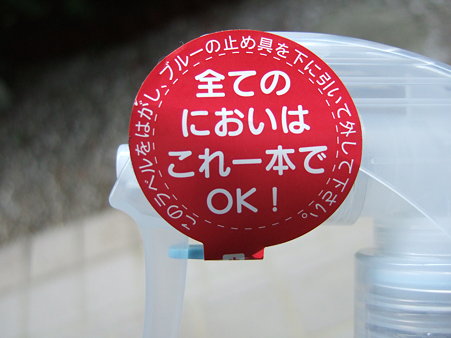 このラベルをはがし、ブルーの止め具を下に引いて外して下さい。
全ての
においは
これ一本で
OK！